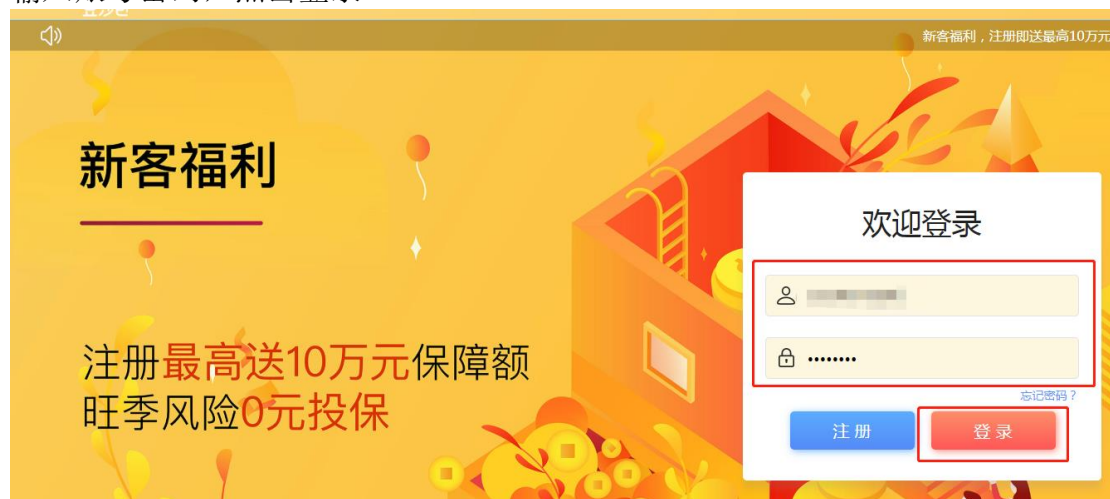 新客福利，注册即送最高10万元
新客福利
欢迎登录
••••••••
注册最高送10万元保障额
旺季风险0元投保
忘记密码？
注 册
登 录